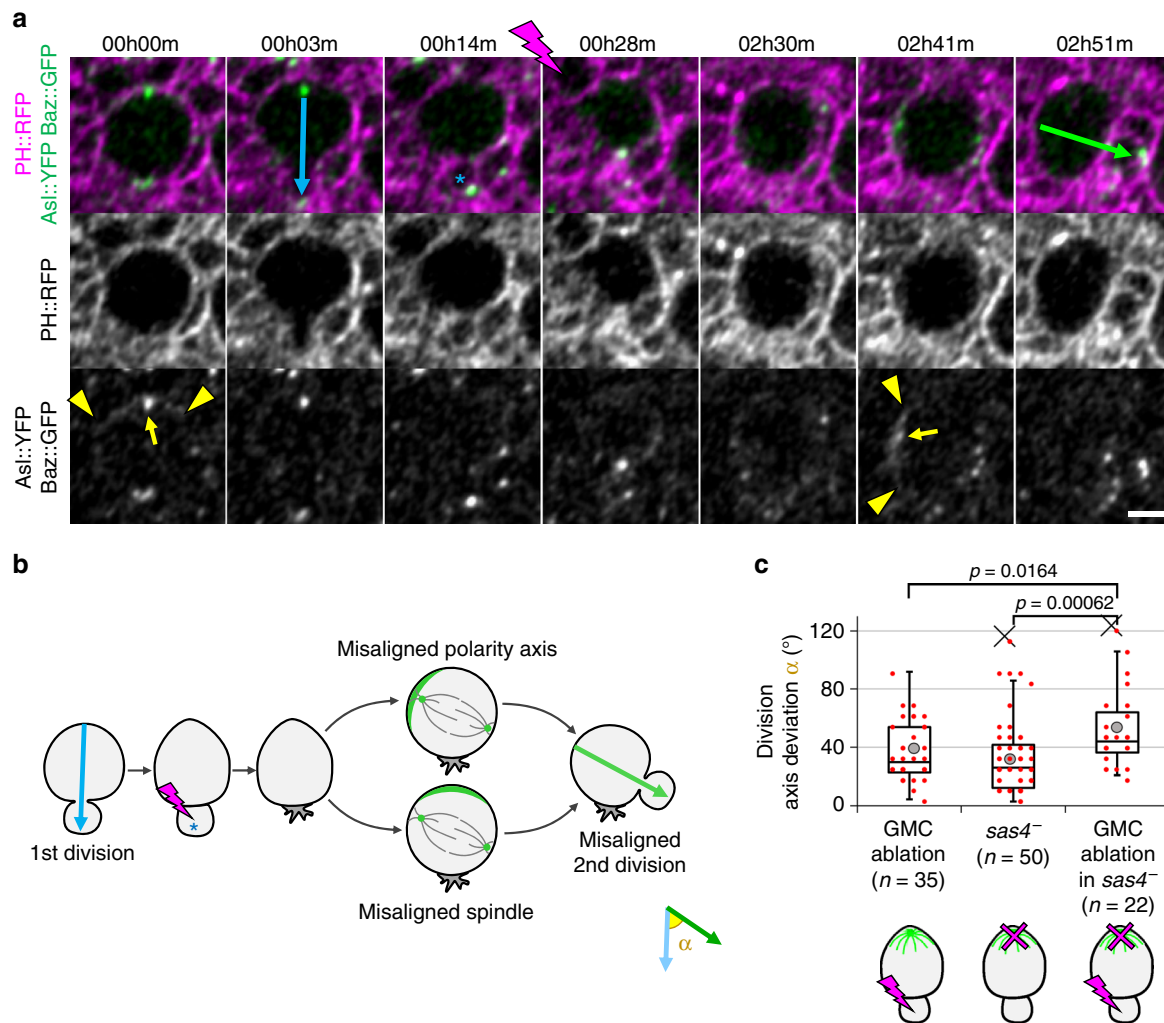 a
00h00m 00h03m 00h14m 00h28m 02h30m 02h41m 02h51m
PH::RFP
Asl::YFP Baz::GFP
PH::RFP
Asl::YFP
Baz::GFP
b
Misaligned polarity axis
1st division
*
Misaligned
2nd division
Misaligned spindle
α
c
p = 0.0164
p = 0.00062
Division
axis deviation α (°)
120
80
40
0
GMC
ablation
(n = 35)
sas4–
(n = 50)
GMC
ablation
in sas4–
(n = 22)